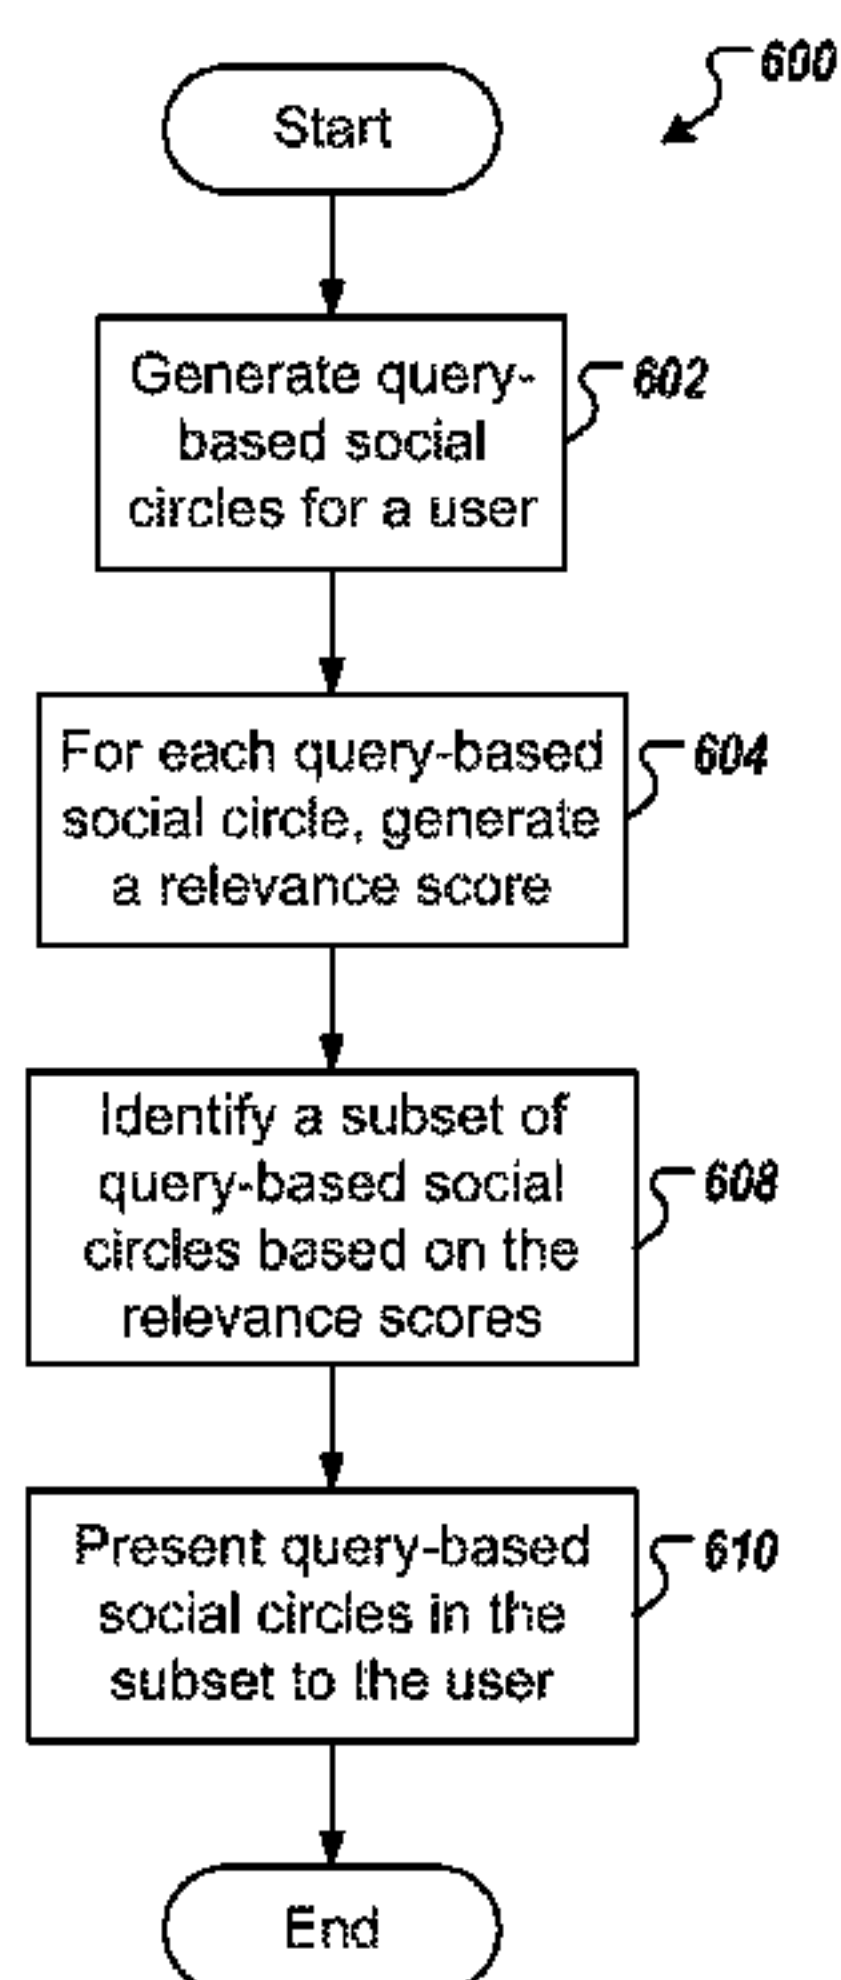 600
Start
Generate query-
based social
circles for a user
602
For each query-based
social circle, generate
a relevance score
604
Identify a subset of
query-based social
circles based on the
relevance scores
608
Present query-based
social circles in the
subset to the user
610
End